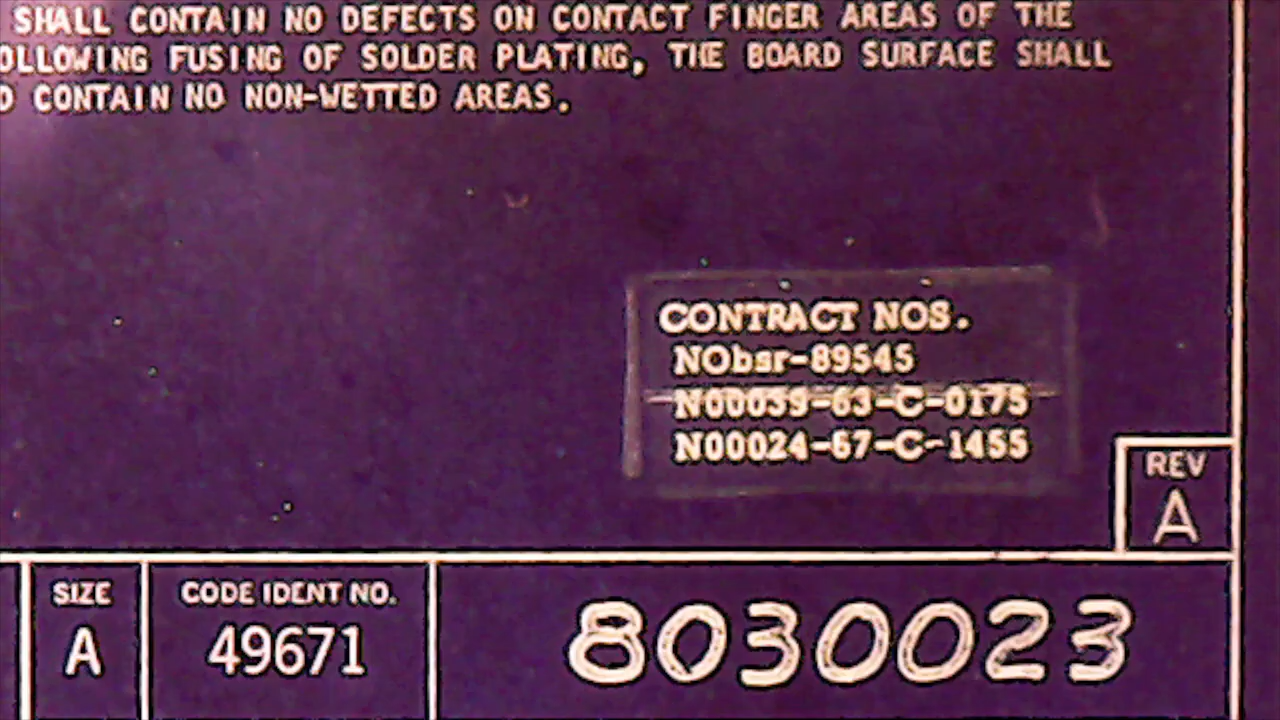 SHALL CONTAIN NO DEFECTS ON CONTACT FINGER AREAS OF THE
OLLOWING FUSING OF SOLDER PLATING, THE BOARD SURFACE SHALL
D CONTAIN NO NON-WETTED AREAS.
CONTRACT NOS.
NObsr-89545
N00039-63-C-0175
N00024-67-C-1455
REV
A
SIZE
A
CODE IDENT NO.
49671
8030023